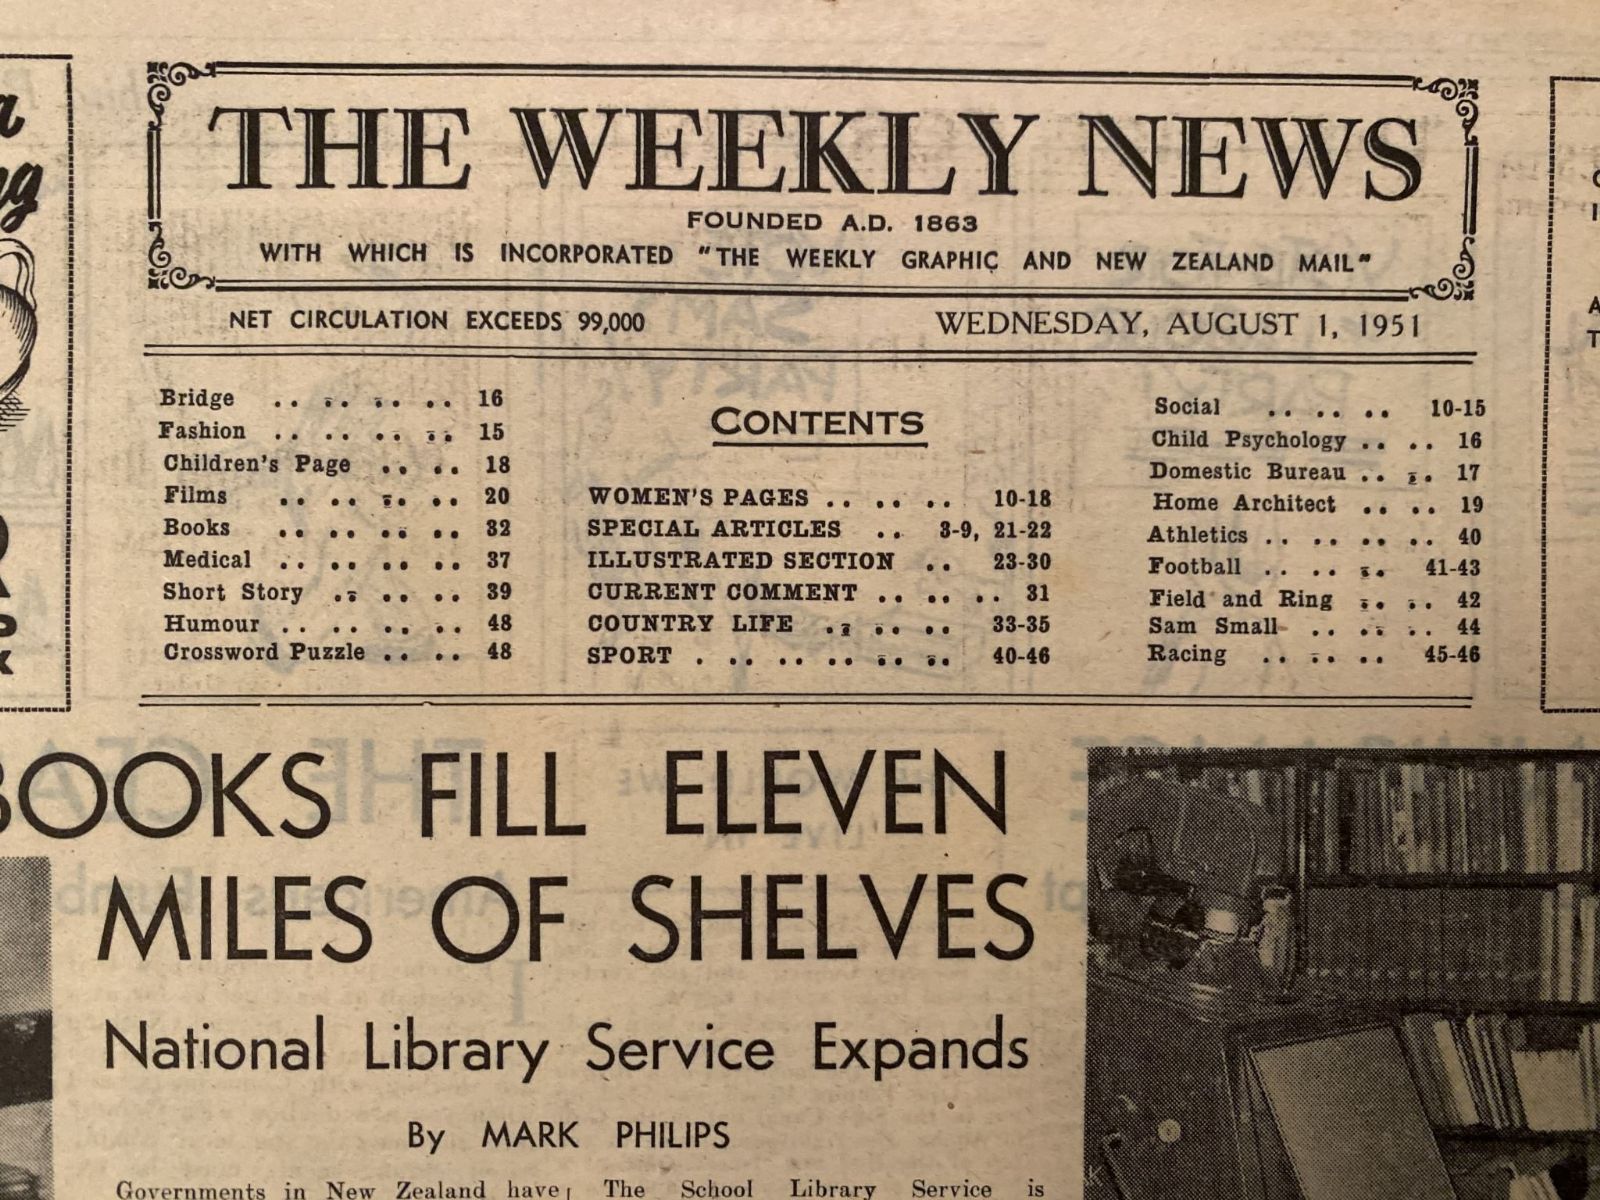 THE WEEKLY NEWS
FOUNDED A.D. 1863
WITH WHICH IS INCORPORATED "THE WEEKLY GRAPHIC AND NEW ZEALAND MAIL"
NET CIRCULATION EXCEEDS 99,000
WEDNESDAY, AUGUST 1, 1951
Bridge .. .. .. .. 16
Fashion .. .. .. .. 15
Children's Page .. .. 18
Films .. .. .. .. 20
Books .. .. .. .. 32
Medical .. .. .. .. 37
Short Story .. .. .. 39
Humour .. .. .. .. 48
Crossword Puzzle .. .. 48
CONTENTS
WOMEN'S PAGES .. .. .. 10-18
SPECIAL ARTICLES .. 3-9, 21-22
ILLUSTRATED SECTION .. 23-30
CURRENT COMMENT .. .. .. 31
COUNTRY LIFE .. .. .. 33-35
SPORT . .. .. .. .. .. 40-46
Social .. .. .. 10-15
Child Psychology .. .. 16
Domestic Bureau .. .. 17
Home Architect .. .. 19
Athletics .. .. .. .. 40
Football .. .. .. 41-43
Field and Ring .. .. 42
Sam Small .. .. .. 44
Racing .. .. .. 45-46
BOOKS FILL ELEVEN
MILES OF SHELVES
National Library Service Expands
By MARK PHILIPS
Governments in New Zealand have
The School Library Service is